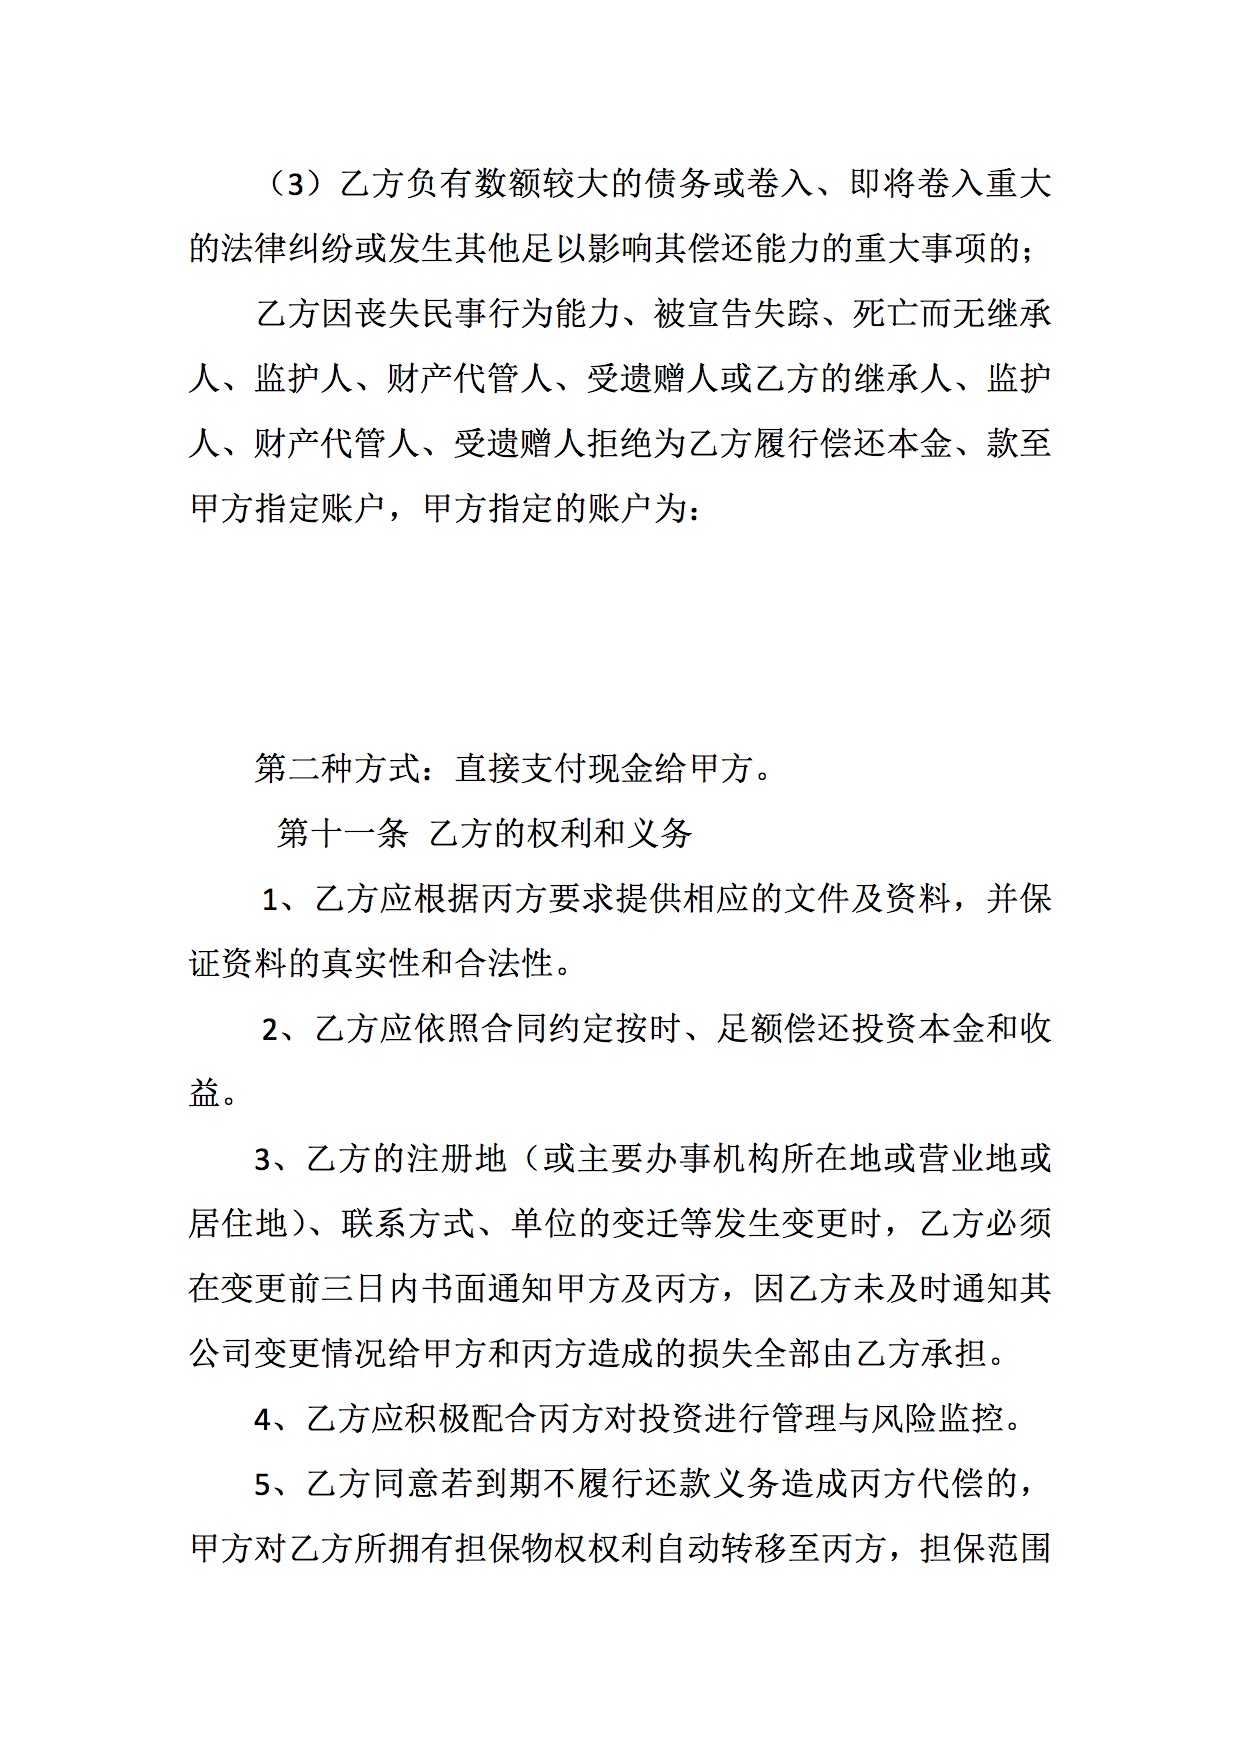 （3）乙方负有数额较大的债务或卷入、即将卷入重大
的法律纠纷或发生其他足以影响其偿还能力的重大事项的；
乙方因丧失民事行为能力、被宣告失踪、死亡而无继承
人、监护人、财产代管人、受遗赠人或乙方的继承人、监护
人、财产代管人、受遗赠人拒绝为乙方履行偿还本金、款至
甲方指定账户，甲方指定的账户为：
第二种方式：直接支付现金给甲方。
第十一条 乙方的权利和义务
1、乙方应根据丙方要求提供相应的文件及资料，并保
证资料的真实性和合法性。
2、乙方应依照合同约定按时、足额偿还投资本金和收
益。
3、乙方的注册地（或主要办事机构所在地或营业地或
居住地）、联系方式、单位的变迁等发生变更时，乙方必须
在变更前三日内书面通知甲方及丙方，因乙方未及时通知其
公司变更情况给甲方和丙方造成的损失全部由乙方承担。
4、乙方应积极配合丙方对投资进行管理与风险监控。
5、乙方同意若到期不履行还款义务造成丙方代偿的，
甲方对乙方所拥有担保物权权利自动转移至丙方，担保范围